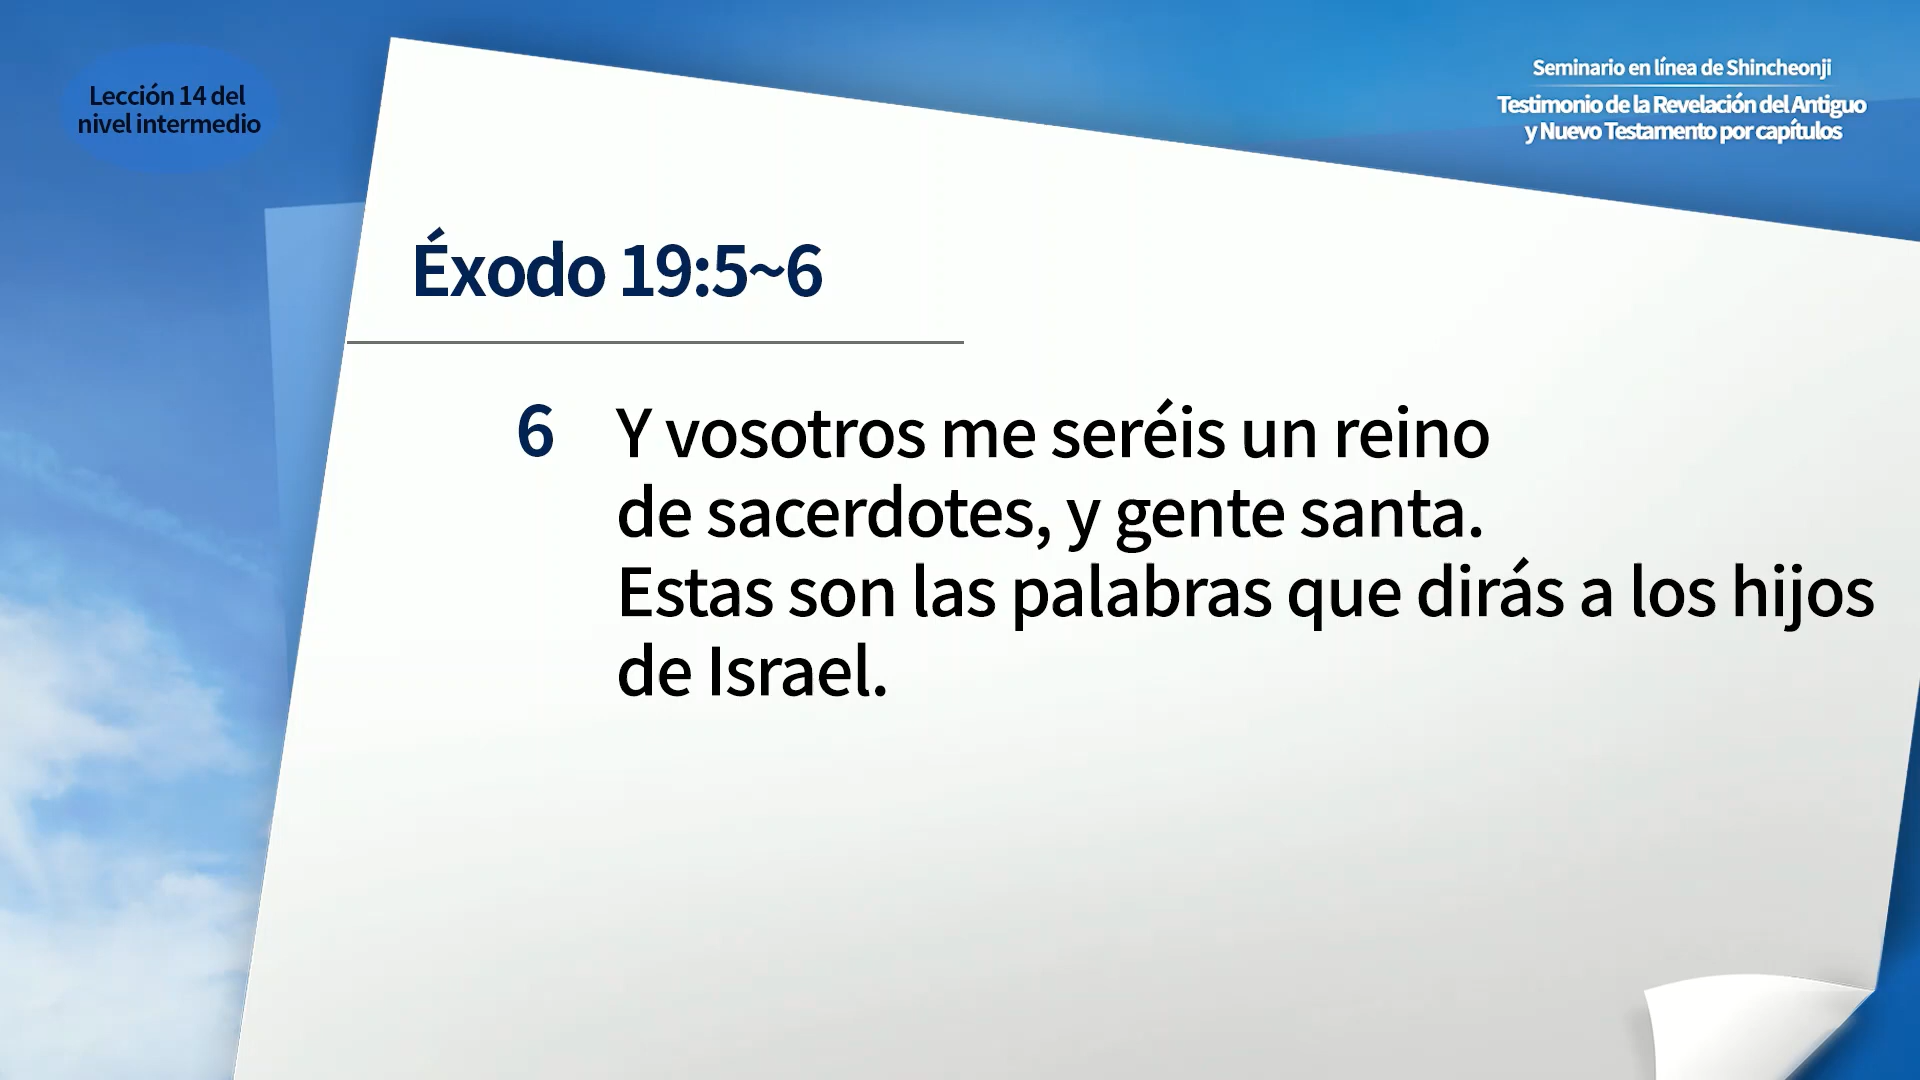 Lección 14 del
nivel intermedio
Seminario en línea de Shincheonji
Testimonio de la Revelación del Antiguo
y Nuevo Testamento por capítulos
Éxodo 19:5~6
6 Y vosotros me seréis un reino
de sacerdotes, y gente santa.
Estas son las palabras que dirás a los hijos
de Israel.